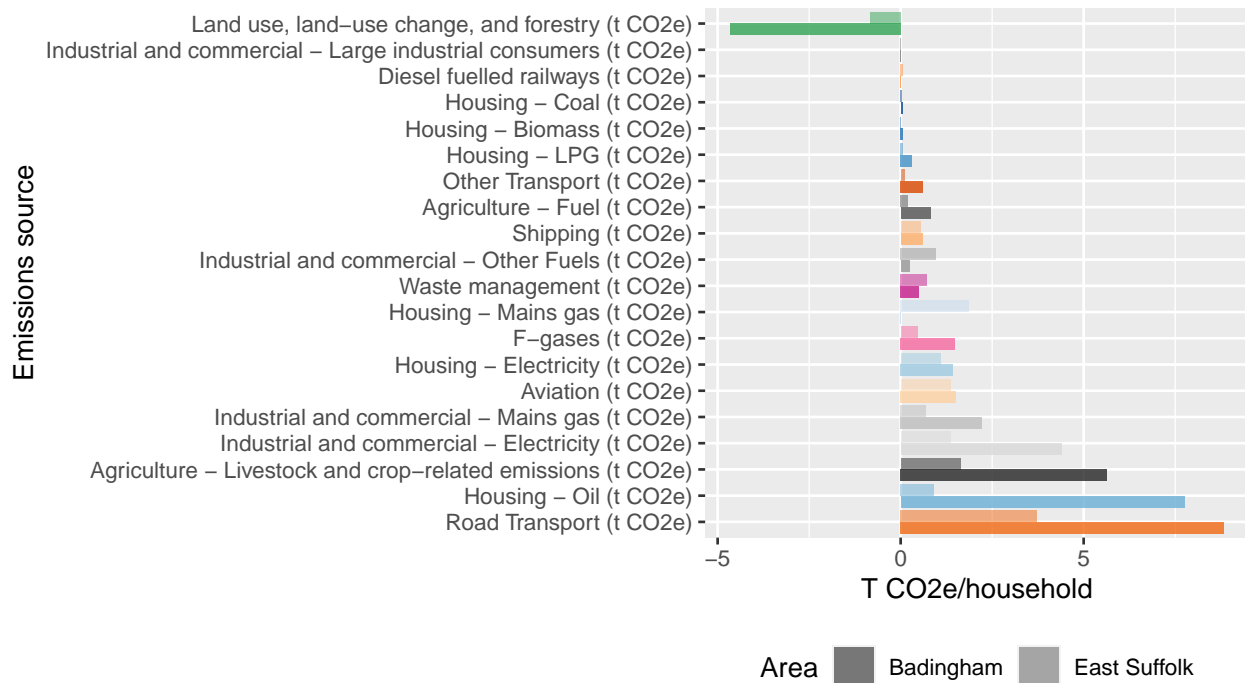 Emissions source
Land use, land−use change, and forestry (t CO2e)
Industrial and commercial − Large industrial consumers (t CO2e)
Diesel fuelled railways (t CO2e)
Housing − Coal (t CO2e)
Housing − Biomass (t CO2e)
Housing − LPG (t CO2e)
Other Transport (t CO2e)
Agriculture − Fuel (t CO2e)
Shipping (t CO2e)
Industrial and commercial − Other Fuels (t CO2e)
Waste management (t CO2e)
Housing − Mains gas (t CO2e)
F−gases (t CO2e)
Housing − Electricity (t CO2e)
Aviation (t CO2e)
Industrial and commercial − Mains gas (t CO2e)
Industrial and commercial − Electricity (t CO2e)
Agriculture − Livestock and crop−related emissions (t CO2e)
Housing − Oil (t CO2e)
Road Transport (t CO2e)
−5 0 5
T CO2e/household
Area Badingham East Suffolk